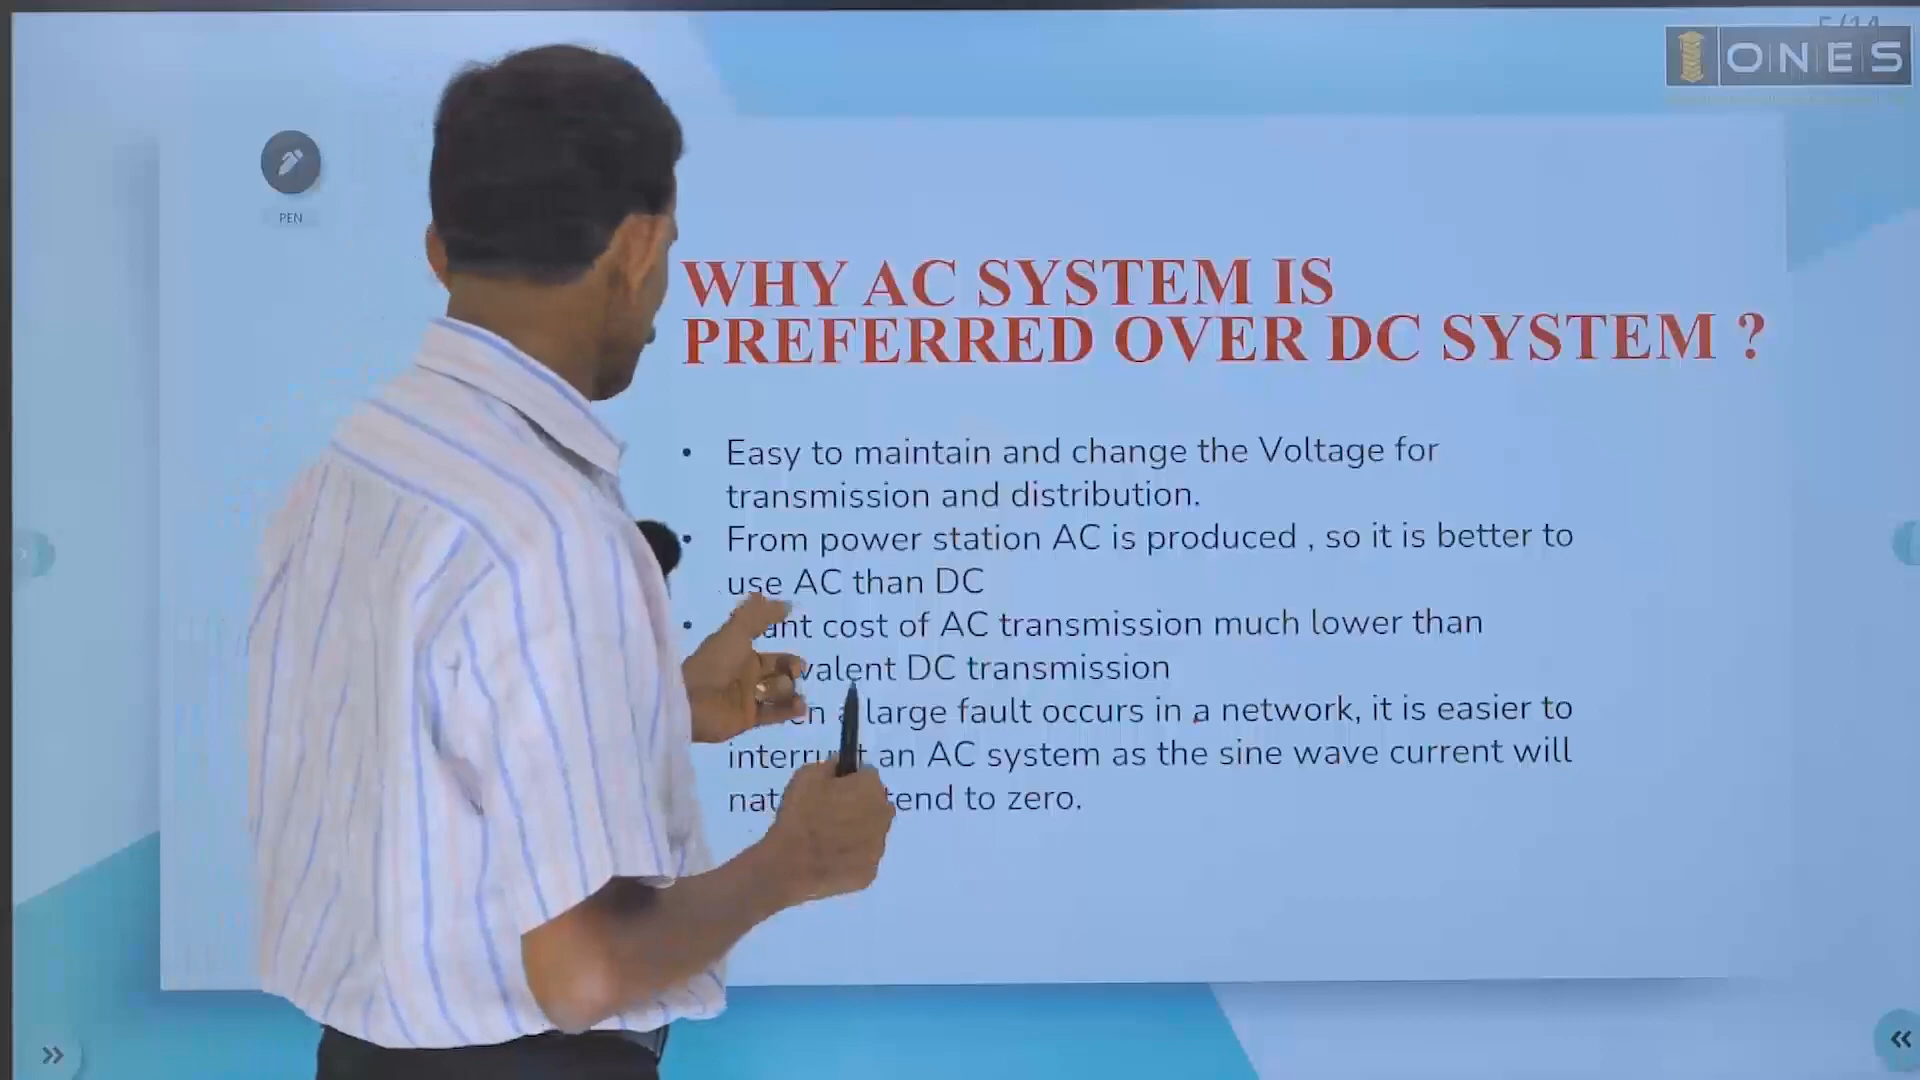 5/14
ONES
PEN
WHY AC SYSTEM IS
PREFERRED OVER DC SYSTEM ?
• Easy to maintain and change the Voltage for
transmission and distribution.
• From power station AC is produced , so it is better to
use AC than DC
• cost of AC transmission much lower than
DC transmission
large fault occurs in a network, it is easier to
an AC system as the sine wave current will
tend to zero.